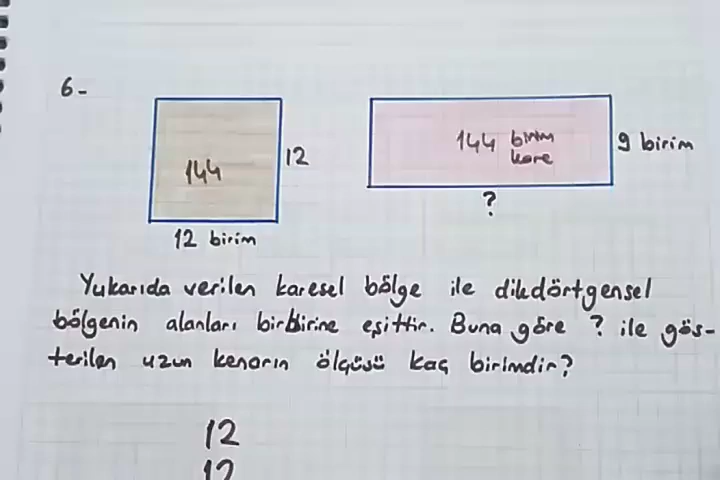 6-
144
12
12 birim
144 birim
kare
9 birim
?
Yukarıda verilen karesel bölge ile dikdörtgensel
bölgenin alanları birbirine eşittir. Buna göre ? ile gös-
terilen uzun kenarın ölçüsü kaç birimdir?
12
12